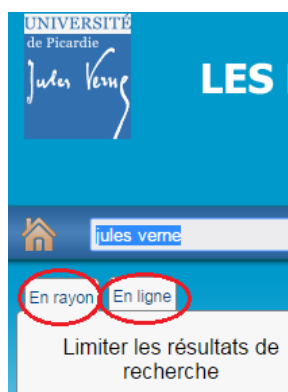 UNIVERSITÉ
de Picardie
Jules Verne
LES
jules verne
En rayon
En ligne
Limiter les résultats de
recherche